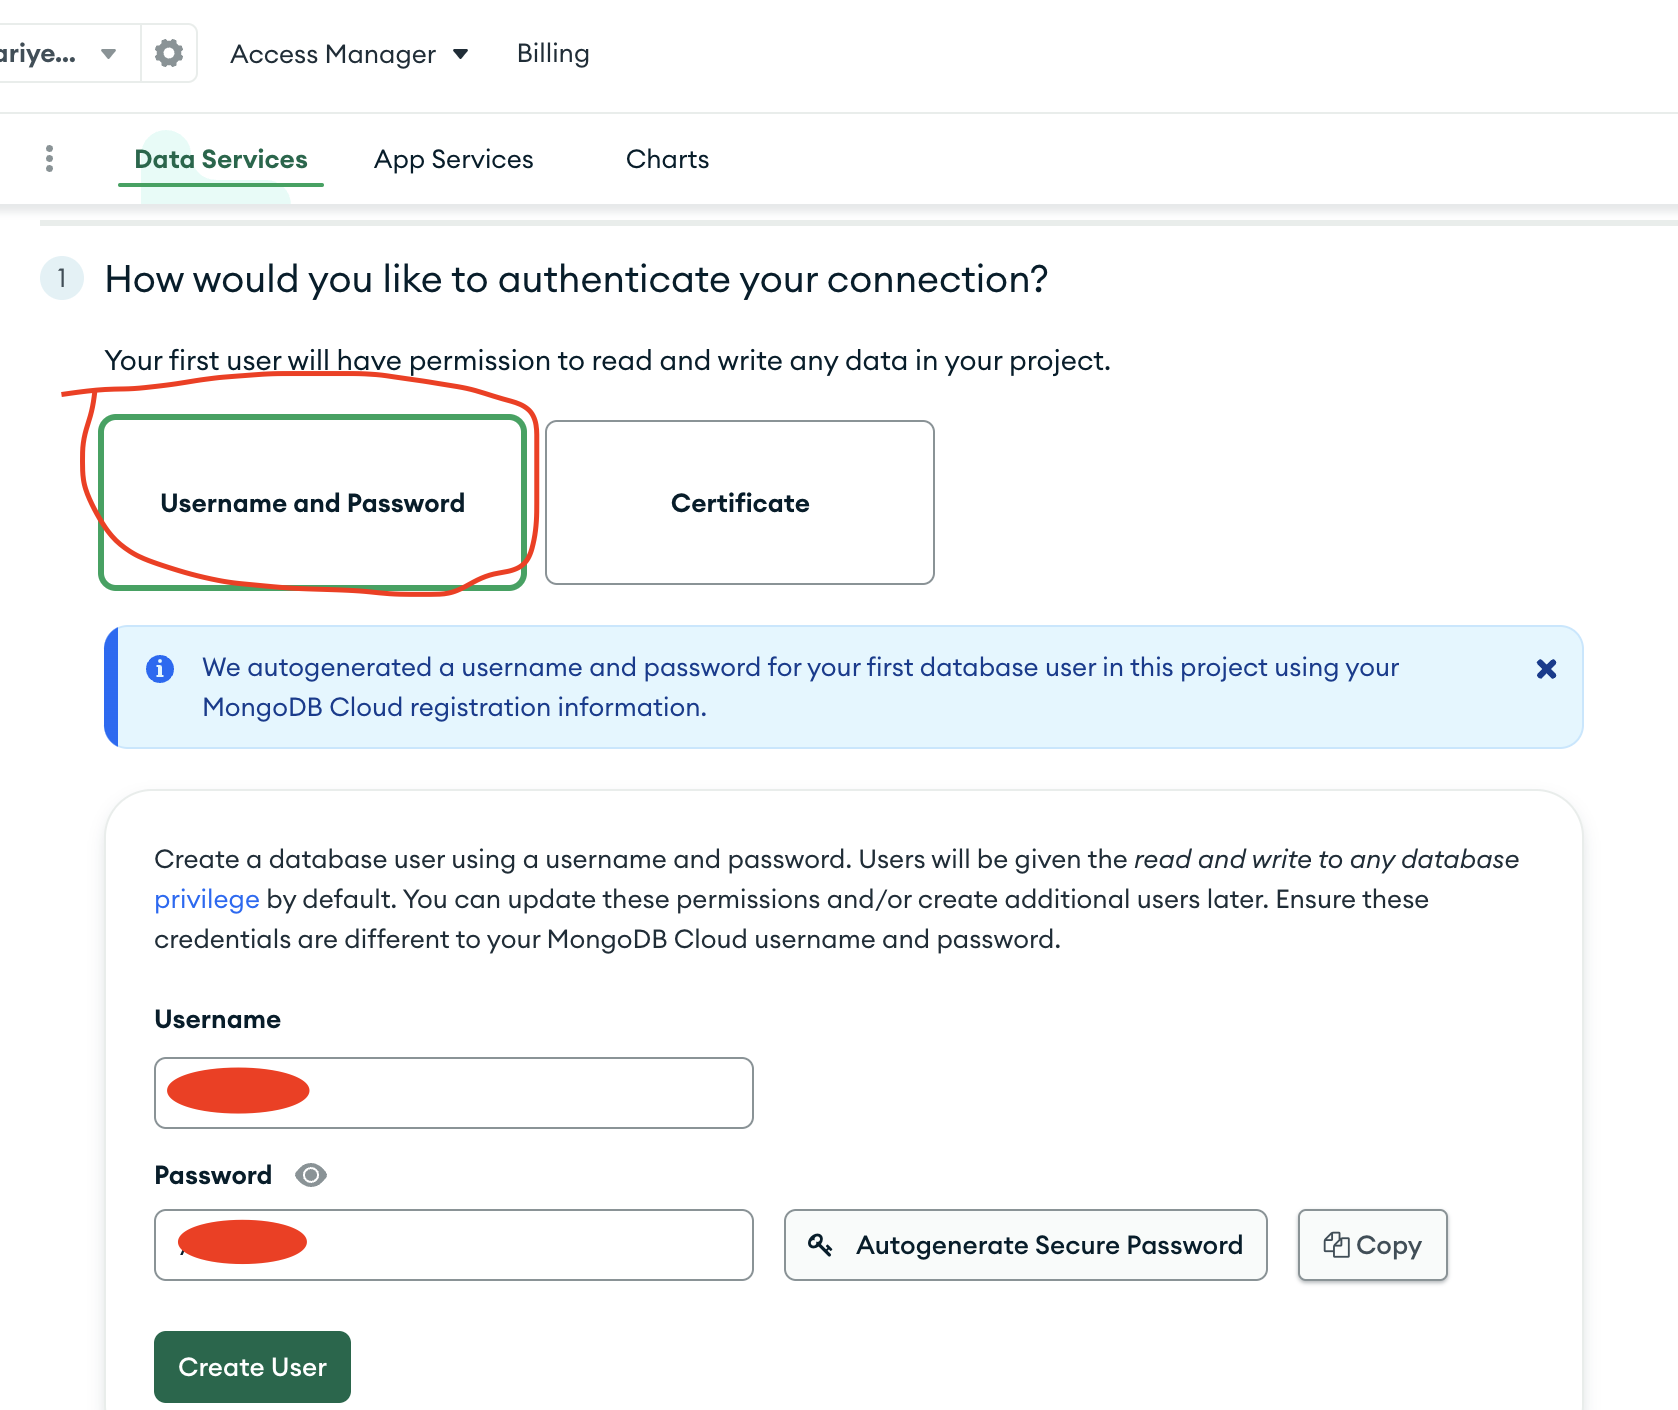 ariye...
Access Manager
Billing
Data Services
App Services
Charts
1
How would you like to authenticate your connection?
Your first user will have permission to read and write any data in your project.
Username and Password
Certificate
We autogenerated a username and password for your first database user in this project using your
MongoDB Cloud registration information.
Create a database user using a username and password. Users will be given the read and write to any database
privilege by default. You can update these permissions and/or create additional users later. Ensure these
credentials are different to your MongoDB Cloud username and password.
Username
Password
Autogenerate Secure Password
Copy
Create User